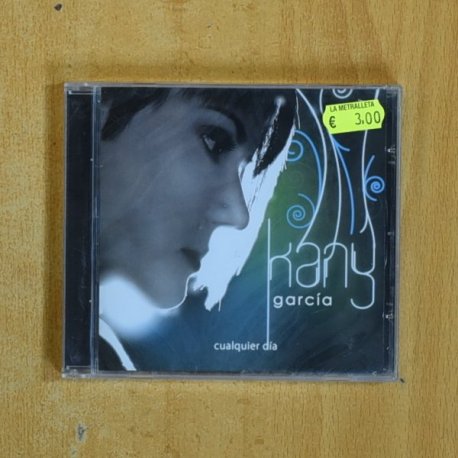 LA METRALLETA
€ 3,00
kany
garcía
cualquier día